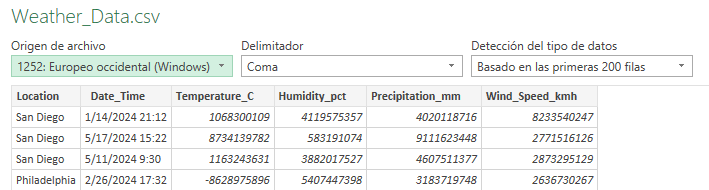 Weather_Data.csv
Origen de archivo Delimitador Detección del tipo de datos
1252: Europeo occidental (Windows) Coma Basado en las primeras 200 filas
Location Date_Time Temperature_C Humidity_pct Precipitation_mm Wind_Speed_kmh
San Diego 1/14/2024 21:12 1068300109 4119575357 4020118716 8233540247
San Diego 5/17/2024 15:22 8734139782 583191074 9111623448 2771516126
San Diego 5/11/2024 9:30 1163243631 3882017527 4607511377 2873295129
Philadelphia 2/26/2024 17:32 -8628975896 5407447398 3183719748 2636730267